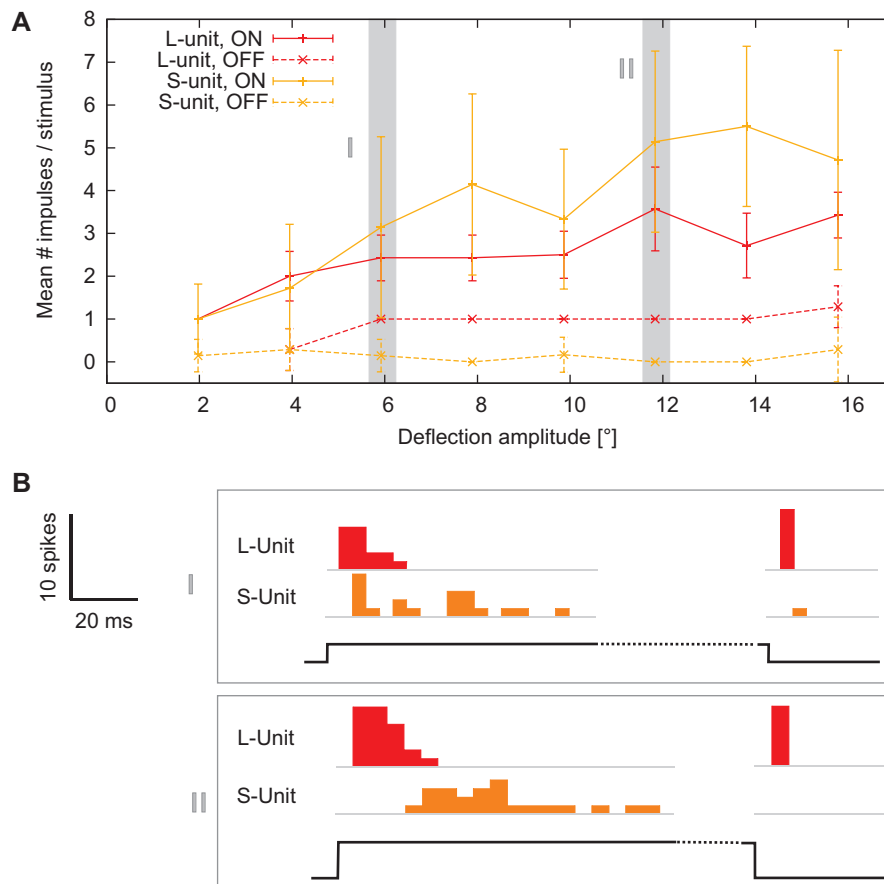 A
8
7
6
5
4
3
2
1
0
Mean # impulses / stimulus
L-unit, ON
L-unit, OFF
S-unit, ON
S-unit, OFF
I
II
0 2 4 6 8 10 12 14 16
Deflection amplitude [°]
B
10 spikes
20 ms
I
L-Unit
S-Unit
II
L-Unit
S-Unit